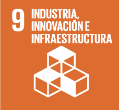 9 INDUSTRIA,
INNOVACIÓN E
INFRAESTRUCTURA